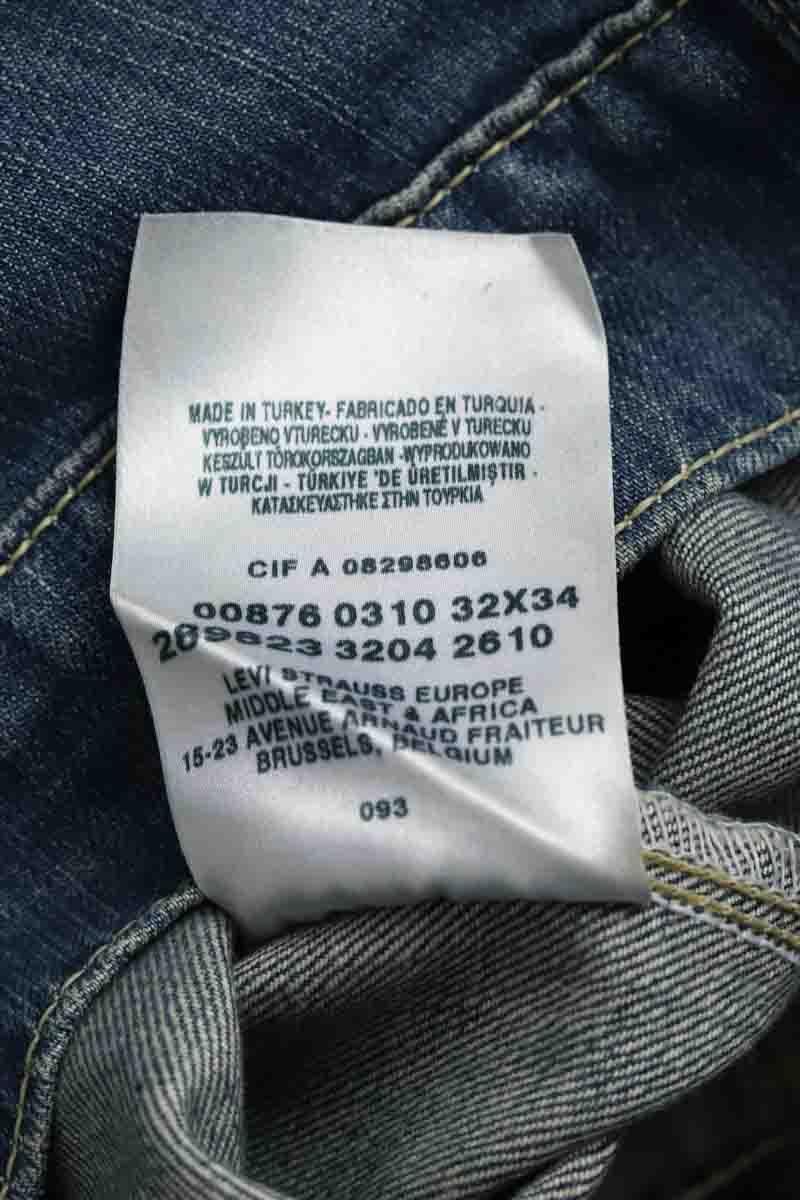 MADE IN TURKEY- FABRICADO EN TURQUIA -
VYROBENO VTURECKU - VYROBENÉ V TURECKU
KESZULT TÖROKORSZAGBAN -WYPRODUKOWANO
W TURCJI - TÜRKIYE 'DE ÜRETILMIŞTIR -
ΚΑΤΑΣΚΕΥΑΣΤΗΚΕ ΣΤΗΝ ΤΟΥΡΚΙΑ
CIF A 08298606
00876 0310 32X34
3204 2610
LEVI STRAUSS EUROPE
MIDDLE EAST & AFRICA
15-23 AVENUE ARNAUD FRAITEUR
BRUSSELS, BELGIUM
093